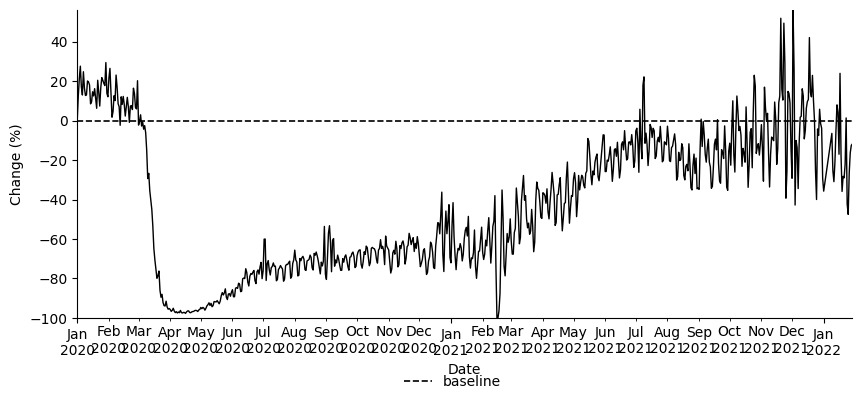 Change (%)
40
20
0
−20
−40
−60
−80
−100
Jan Feb Mar Apr May Jun Jul Aug Sep Oct Nov Dec Jan Feb Mar Apr May Jun Jul Aug Sep Oct Nov Dec Jan
2020 2020 2020 2020 2020 2020 2020 2020 2020 2020 2020 2020 2021 2021 2021 2021 2021 2021 2021 2021 2021 2021 2021 2021 2022
Date
baseline